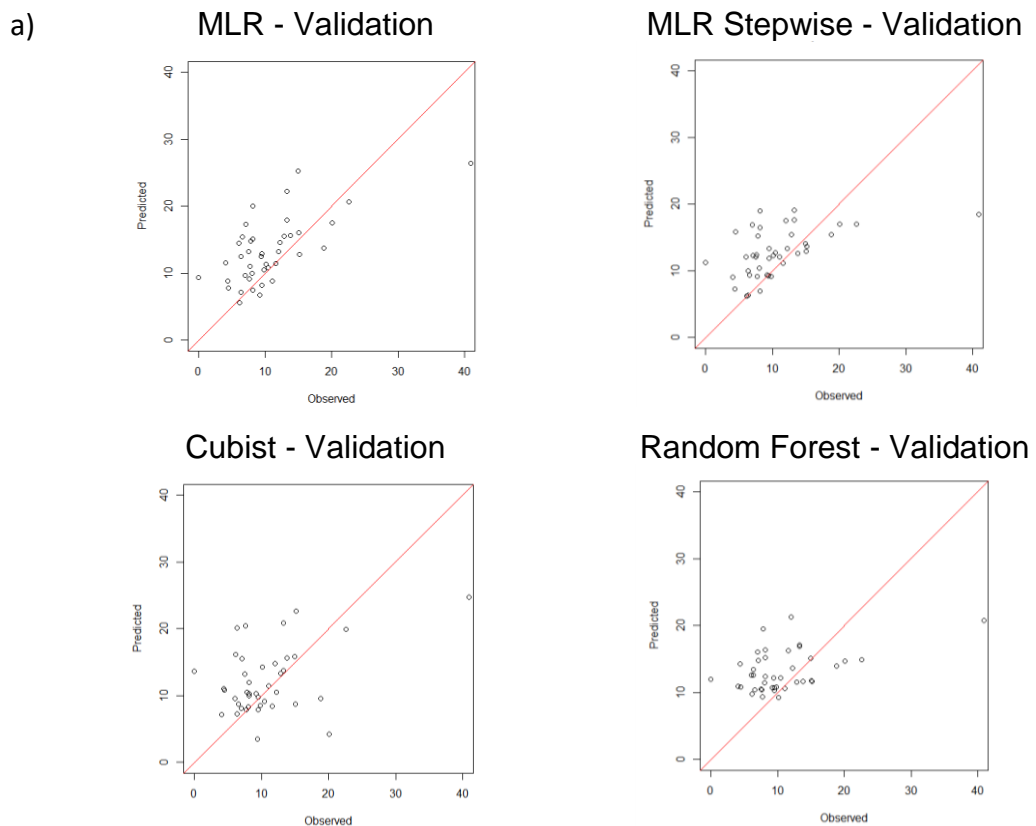 a)
MLR - Validation
MLR Stepwise - Validation
40
30
20
10
0
Predicted
0 10 20 30 40
Observed
40
30
20
10
0
Predicted
0 10 20 30 40
Observed
Cubist - Validation
Random Forest - Validation
40
30
20
10
0
Predicted
0 10 20 30 40
Observed
40
30
20
10
0
Predicted
0 10 20 30 40
Observed